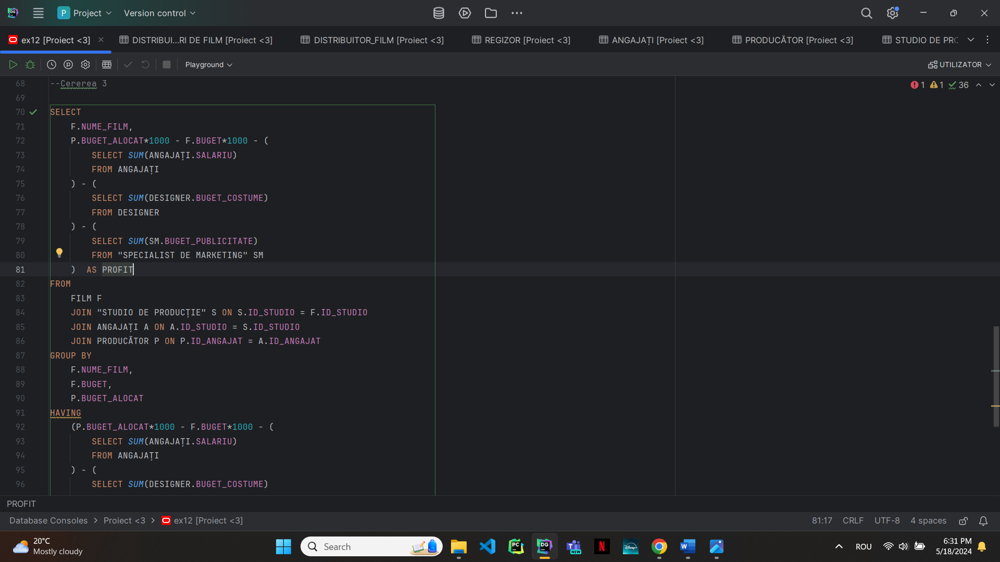 P Project Version control
ex12 [Proiect <3] DISTRIBUI...RI DE FILM [Proiect <3] DISTRIBUITOR_FILM [Proiect <3] REGIZOR [Proiect <3] ANGAJAȚI [Proiect <3] PRODUCĂTOR [Proiect <3] STUDIO DE PRO
Playground UTILIZATOR
68 --Cererea 3 1 1 36
69
70 SELECT
71 F.NUME_FILM,
72 P.BUGET_ALOCAT*1000 - F.BUGET*1000 - (
73 SELECT SUM(ANGAJAȚI.SALARIU)
74 FROM ANGAJAȚI
75 ) - (
76 SELECT SUM(DESIGNER.BUGET_COSTUME)
77 FROM DESIGNER
78 ) - (
79 SELECT SUM(SM.BUGET_PUBLICITATE)
80 FROM "SPECIALIST DE MARKETING" SM
81 ) AS PROFIT
82 FROM
83 FILM F
84 JOIN "STUDIO DE PRODUCȚIE" S ON S.ID_STUDIO = F.ID_STUDIO
85 JOIN ANGAJAȚI A ON A.ID_STUDIO = S.ID_STUDIO
86 JOIN PRODUCĂTOR P ON P.ID_ANGAJAT = A.ID_ANGAJAT
87 GROUP BY
88 F.NUME_FILM,
89 F.BUGET,
90 P.BUGET_ALOCAT
91 HAVING
92 (P.BUGET_ALOCAT*1000 - F.BUGET*1000 - (
93 SELECT SUM(ANGAJAȚI.SALARIU)
94 FROM ANGAJAȚI
95 ) - (
96 SELECT SUM(DESIGNER.BUGET_COSTUME)
PROFIT
Database Consoles > Proiect <3 > ex12 [Proiect <3] 81:17 CRLF UTF-8 4 spaces
20°C
Mostly cloudy
Search
ROU
6:31 PM
5/18/2024